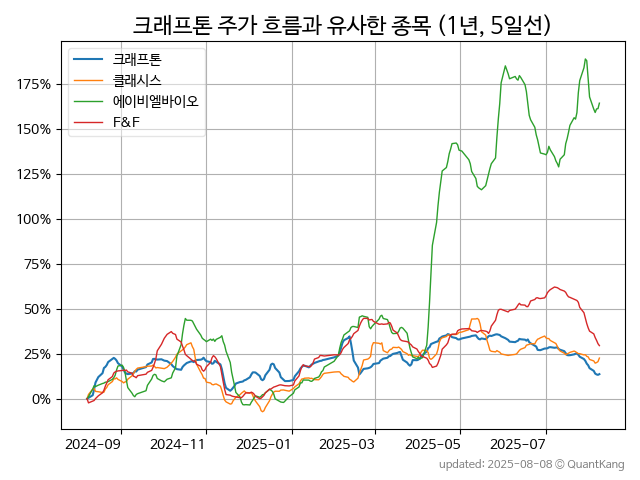 크래프톤 주가 흐름과 유사한 종목 (1년, 5일선)
크래프톤
클래시스
에이비엘바이오
F&F
175%
150%
125%
100%
75%
50%
25%
0%
2024-09 2024-11 2025-01 2025-03 2025-05 2025-07
updated: 2025-08-08 © QuantKang